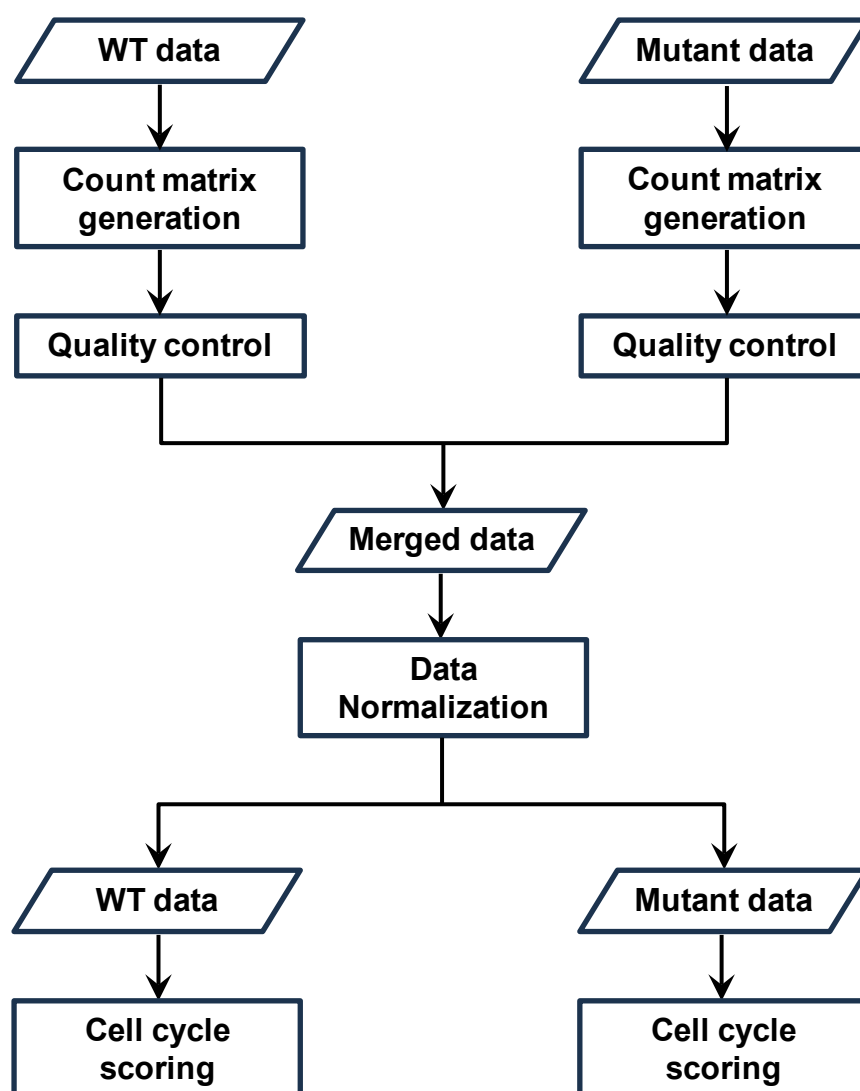 WT data
Mutant data
Count matrix
generation
Count matrix
generation
Quality control
Quality control
Merged data
Data
Normalization
WT data
Mutant data
Cell cycle
scoring
Cell cycle
scoring